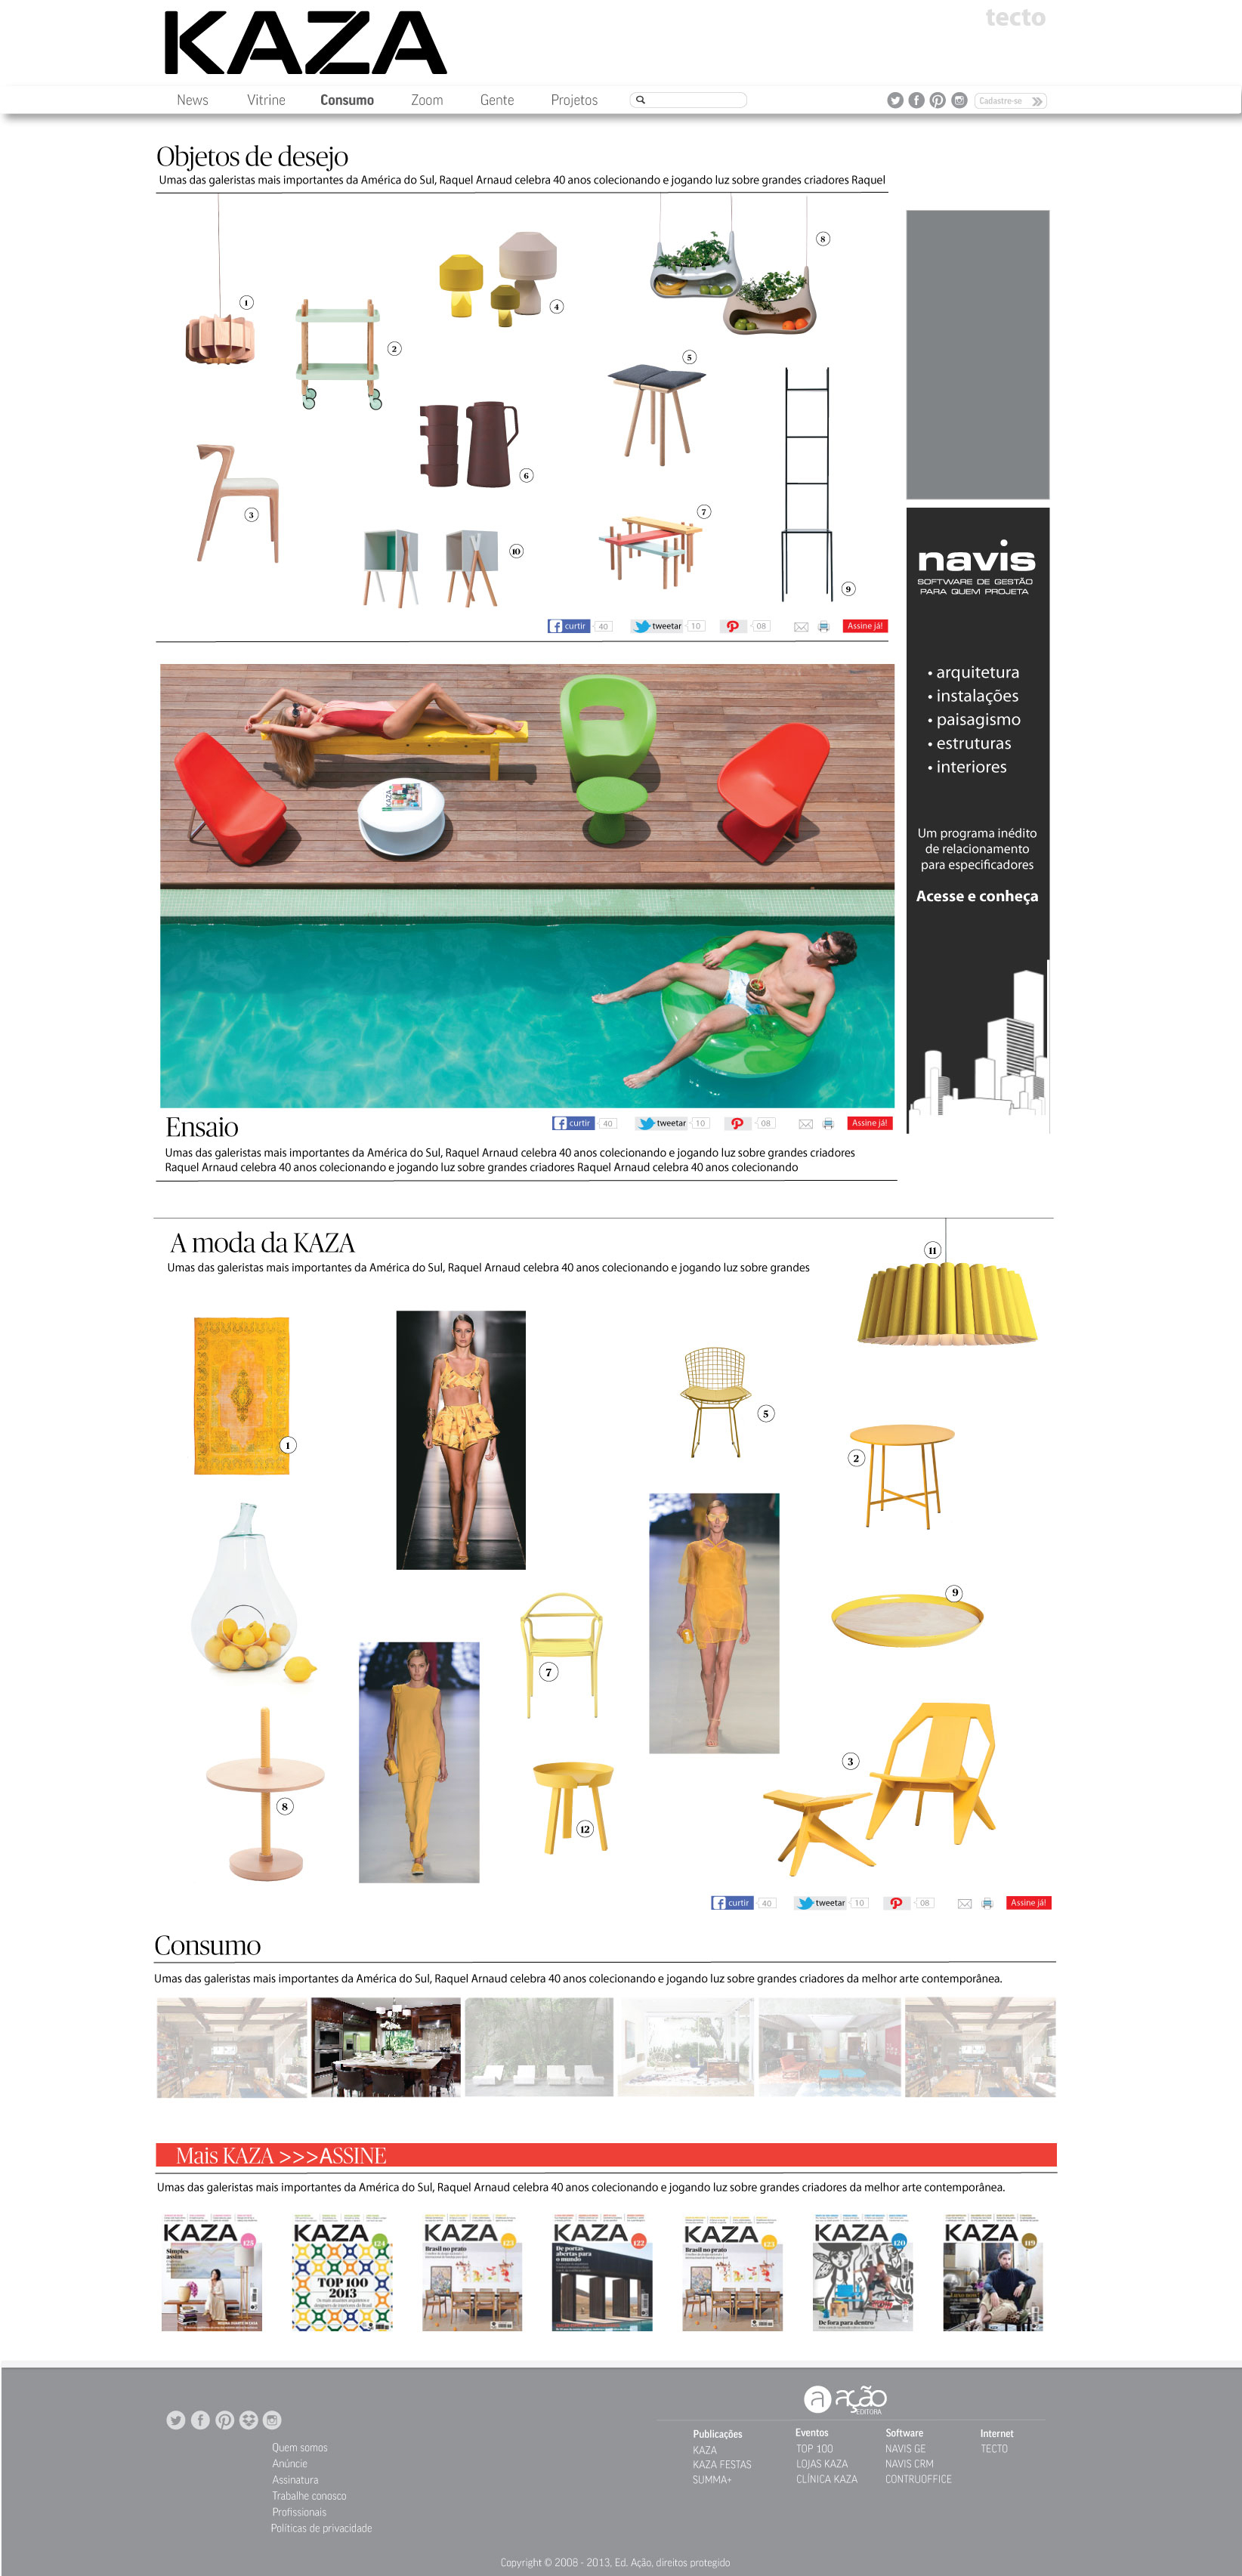 KAZA
tecto
News
Vitrine
Consumo
Zoom
Gente
Projetos
Cadastre-se
Objetos de desejo
Umas das galeristas mais importantes da América do Sul, Raquel Arnaud celebra 40 anos colecionando e jogando luz sobre grandes criadores Raquel
1
2
3
4
5
6
7
8
9
10
curtir
40
tweetar
10
08
Assine já!
navis
SOFTWARE DE GESTÃO
PARA QUEM PROJETA
• arquitetura
• instalações
• paisagismo
• estruturas
• interiores
Um programa inédito
de relacionamento
para especificadores
Acesse e conheça
KAZA
Ensaio
curtir
40
tweetar
10
08
Assine já!
Umas das galeristas mais importantes da América do Sul, Raquel Arnaud celebra 40 anos colecionando e jogando luz sobre grandes criadores
Raquel Arnaud celebra 40 anos colecionando e jogando luz sobre grandes criadores Raquel Arnaud celebra 40 anos colecionando
A moda da KAZA
Umas das galeristas mais importantes da América do Sul, Raquel Arnaud celebra 40 anos colecionando e jogando luz sobre grandes
11
1
5
2
9
7
3
8
12
curtir
40
tweetar
10
08
Assine já!
Consumo
Umas das galeristas mais importantes da América do Sul, Raquel Arnaud celebra 40 anos colecionando e jogando luz sobre grandes criadores da melhor arte contemporânea.
Mais KAZA >>>ASSINE
Umas das galeristas mais importantes da América do Sul, Raquel Arnaud celebra 40 anos colecionando e jogando luz sobre grandes criadores da melhor arte contemporânea.
KAZA
125
Simples
assim
KAZA
124
TOP 100
2013
KAZA
123
Brasil no prato
KAZA
122
De portas
abertas para
o mundo
KAZA
123
Brasil no prato
KAZA
120
De fora para dentro
KAZA
119
ação
EDITORA
Quem somos
Anúncie
Assinatura
Trabalhe conosco
Profissionais
Políticas de privacidade
Publicações
KAZA
KAZA FESTAS
SUMMA+
Eventos
TOP 100
LOJAS KAZA
CLÍNICA KAZA
Software
NAVIS GE
NAVIS CRM
CONTRUOFFICE
Internet
TECTO
Copyright © 2008 - 2013, Ed. Ação, direitos protegido